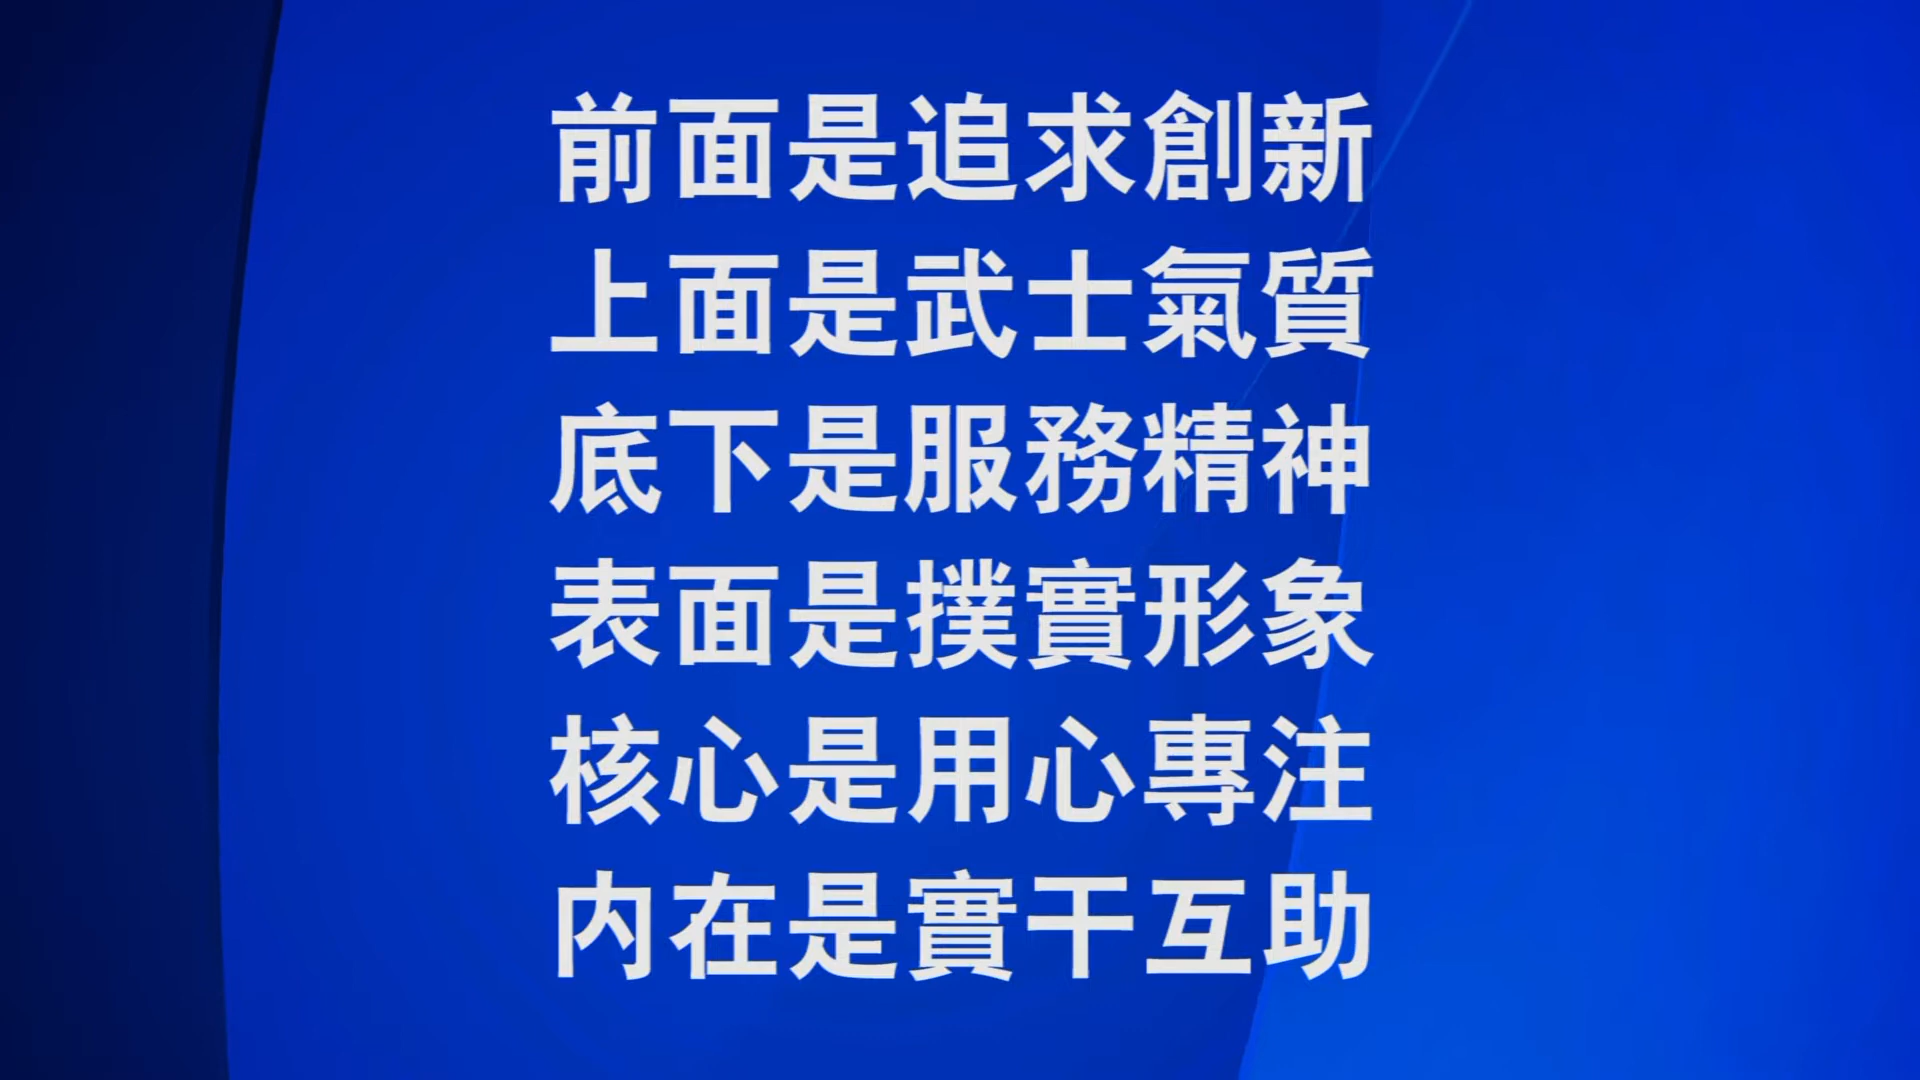 前面是追求創新
上面是武士氣質
底下是服務精神
表面是撲實形象
核心是用心專注
内在是實干互助